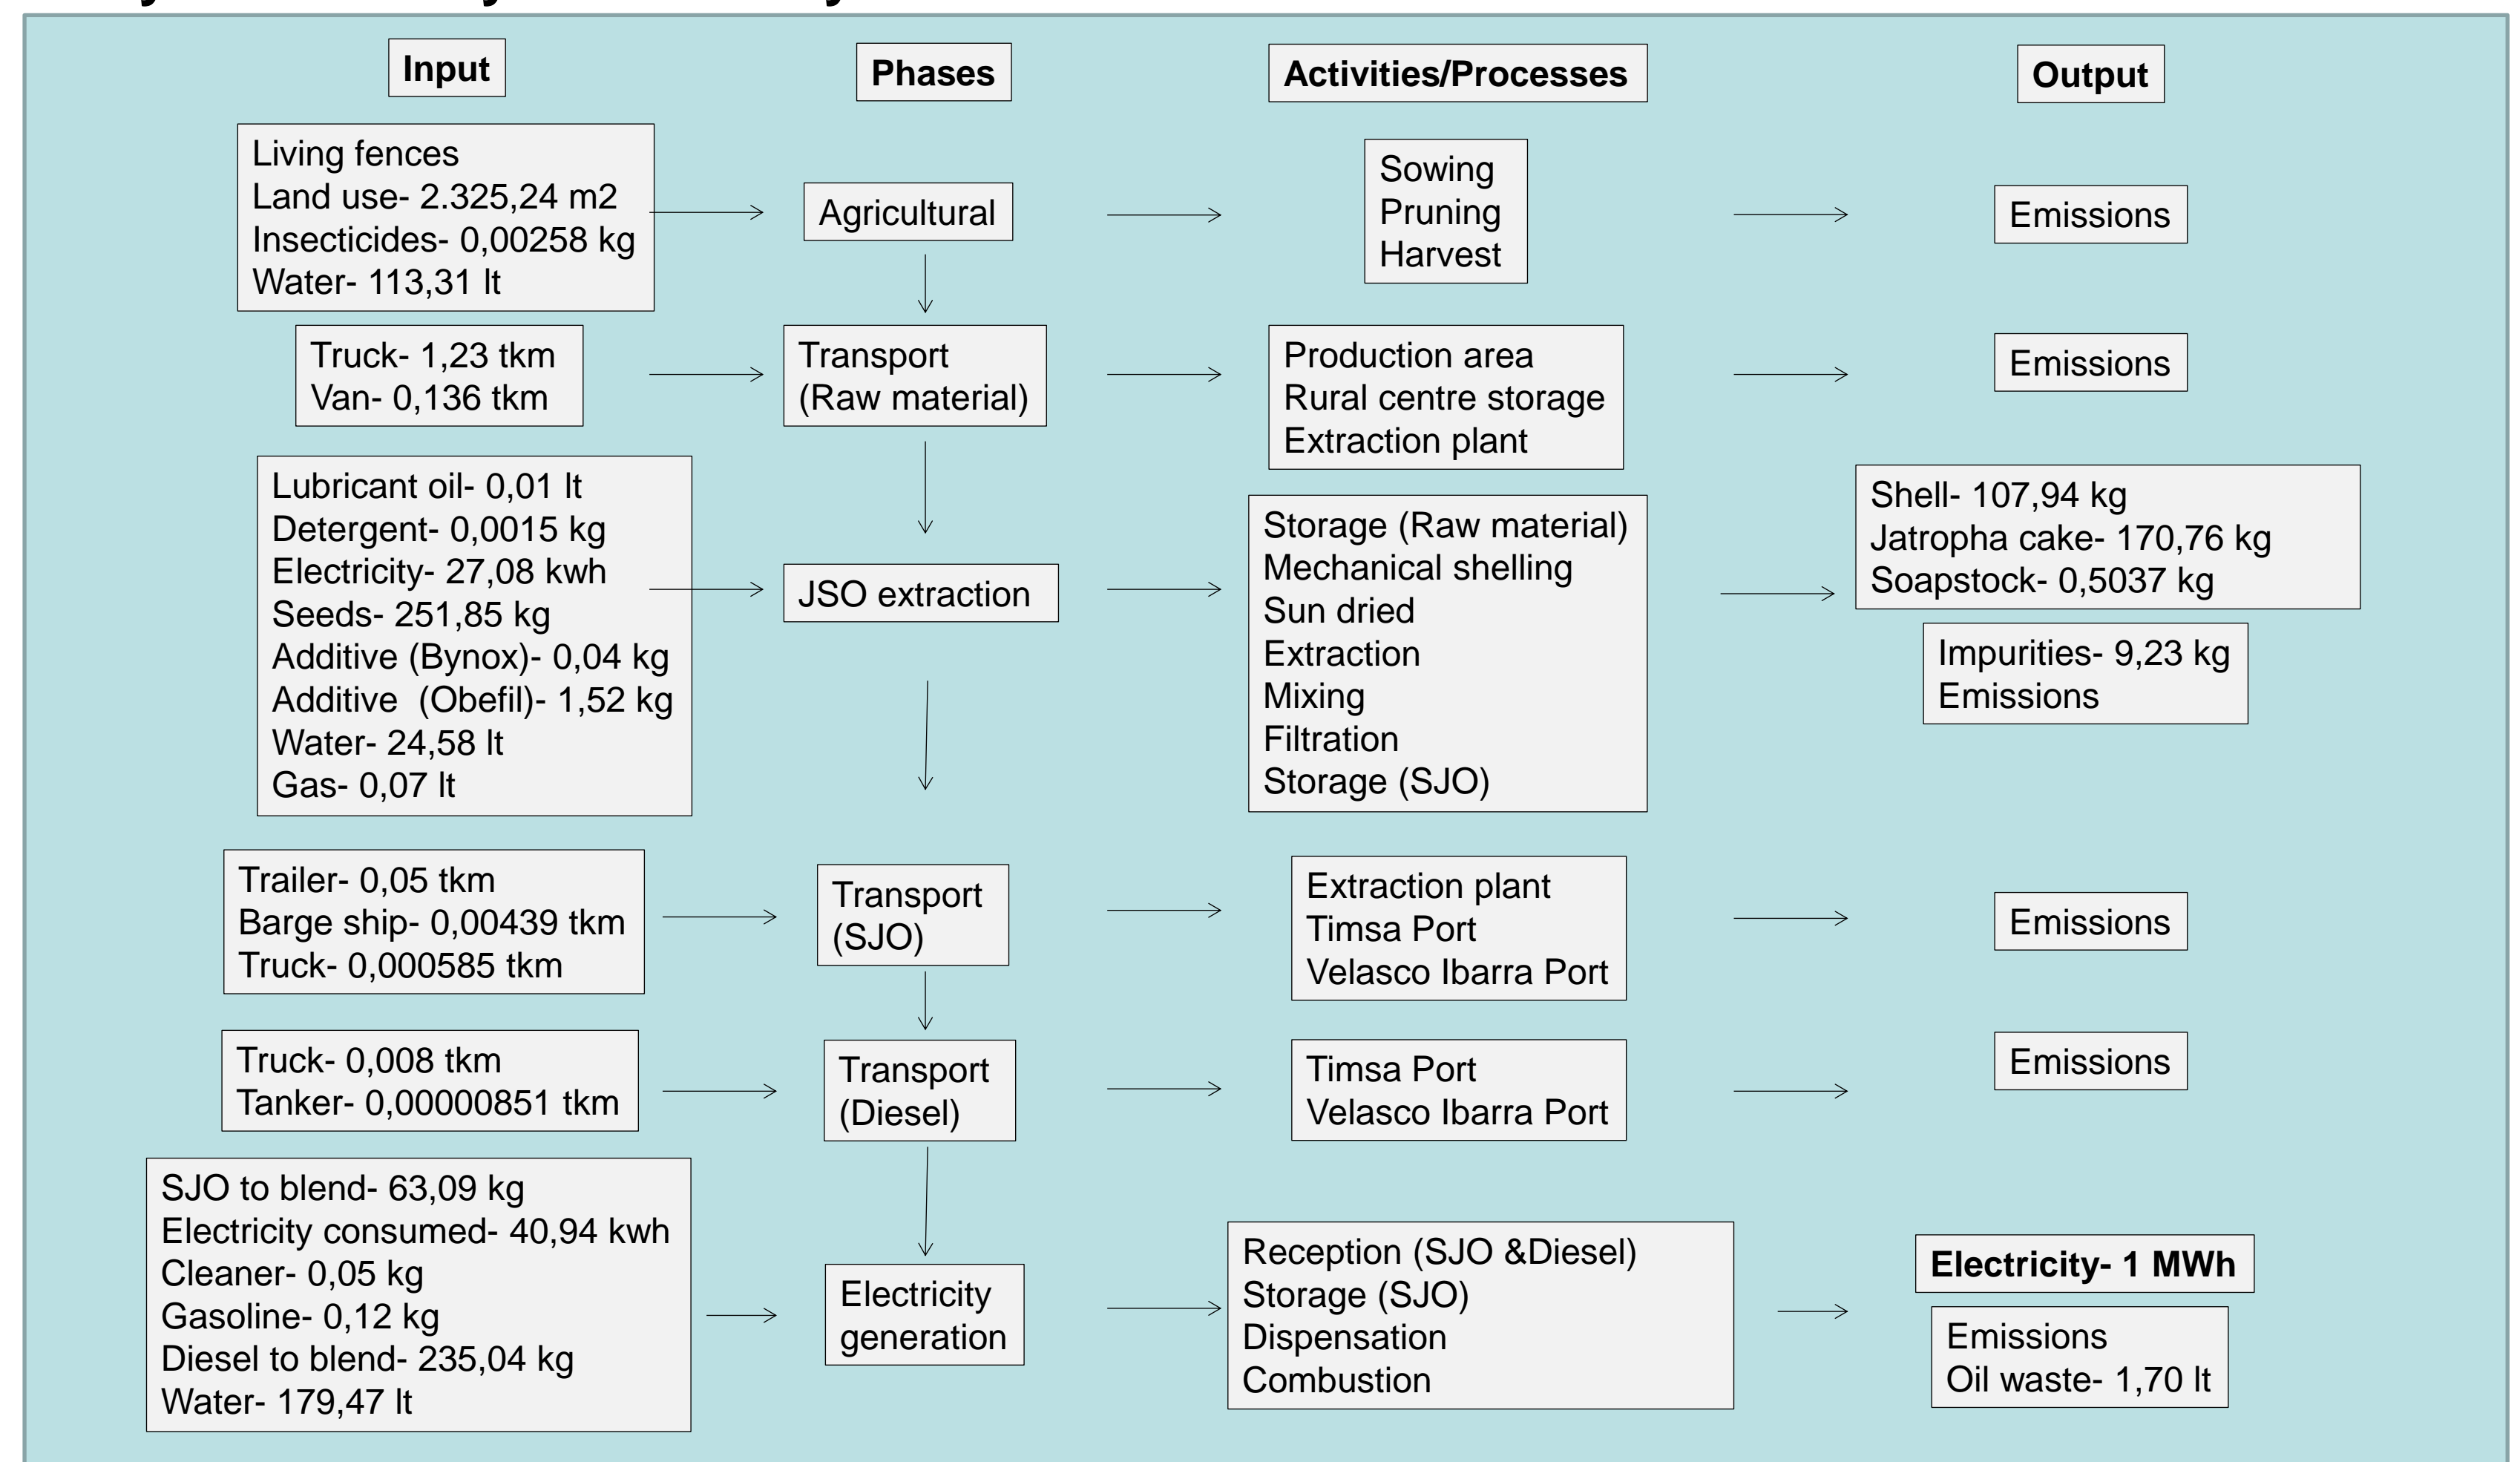 Input
Phases
Activities/Processes
Output
Living fences
Land use- 2.325,24 m2
Insecticides- 0,00258 kg
Water- 113,31 lt
Agricultural
Sowing
Pruning
Harvest
Emissions
Truck- 1,23 tkm
Van- 0,136 tkm
Transport
(Raw material)
Production area
Rural centre storage
Extraction plant
Emissions
Lubricant oil- 0,01 lt
Detergent- 0,0015 kg
Electricity- 27,08 kwh
Seeds- 251,85 kg
Additive (Bynox)- 0,04 kg
Additive (Obefil)- 1,52 kg
Water- 24,58 lt
Gas- 0,07 lt
JSO extraction
Storage (Raw material)
Mechanical shelling
Sun dried
Extraction
Mixing
Filtration
Storage (SJO)
Shell- 107,94 kg
Jatropha cake- 170,76 kg
Soapstock- 0,5037 kg
Impurities- 9,23 kg
Emissions
Trailer- 0,05 tkm
Barge ship- 0,00439 tkm
Truck- 0,000585 tkm
Transport
(SJO)
Extraction plant
Timsa Port
Velasco Ibarra Port
Emissions
Truck- 0,008 tkm
Tanker- 0,00000851 tkm
Transport
(Diesel)
Timsa Port
Velasco Ibarra Port
Emissions
SJO to blend- 63,09 kg
Electricity consumed- 40,94 kwh
Cleaner- 0,05 kg
Gasoline- 0,12 kg
Diesel to blend- 235,04 kg
Water- 179,47 lt
Electricity
generation
Reception (SJO &Diesel)
Storage (SJO)
Dispensation
Combustion
Electricity- 1 MWh
Emissions
Oil waste- 1,70 lt